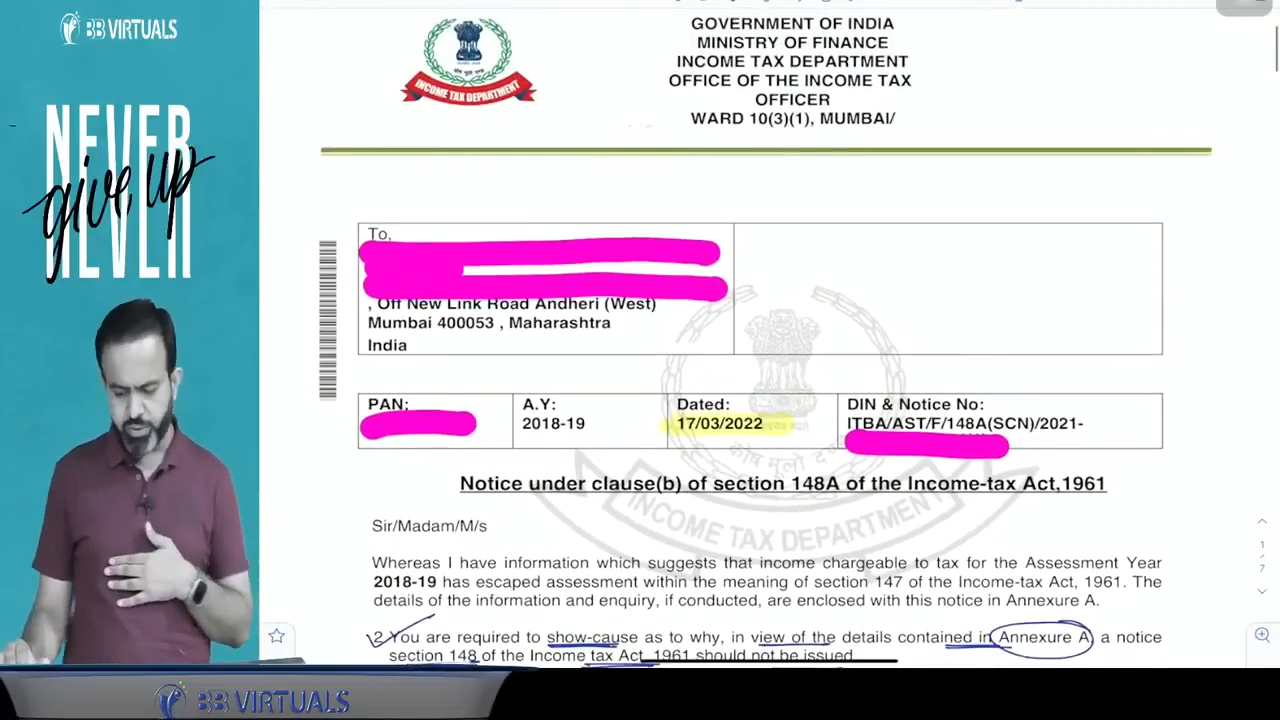 BB VIRTUALS
NEVER
give up
NEVER
INCOME TAX DEPARTMENT
GOVERNMENT OF INDIA
MINISTRY OF FINANCE
INCOME TAX DEPARTMENT
OFFICE OF THE INCOME TAX
OFFICER
WARD 10(3)(1), MUMBAI/
To,
, Off New Link Road Andheri (West)
Mumbai 400053 , Maharashtra
India
PAN:
A.Y:
2018-19
Dated:
17/03/2022
DIN & Notice No:
ITBA/AST/F/148A(SCN)/2021-
कोष मूलो दण्डः
INCOME TAX DEPARTMENT
Notice under clause(b) of section 148A of the Income-tax Act,1961
Sir/Madam/M/s
Whereas I have information which suggests that income chargeable to tax for the Assessment Year
2018-19 has escaped assessment within the meaning of section 147 of the Income-tax Act, 1961. The
details of the information and enquiry, if conducted, are enclosed with this notice in Annexure A.
2 You are required to show-cause as to why, in view of the details contained in Annexure A, a notice
section 148 of the Income tax Act, 1961 should not be issued
1
7
BB VIRTUALS